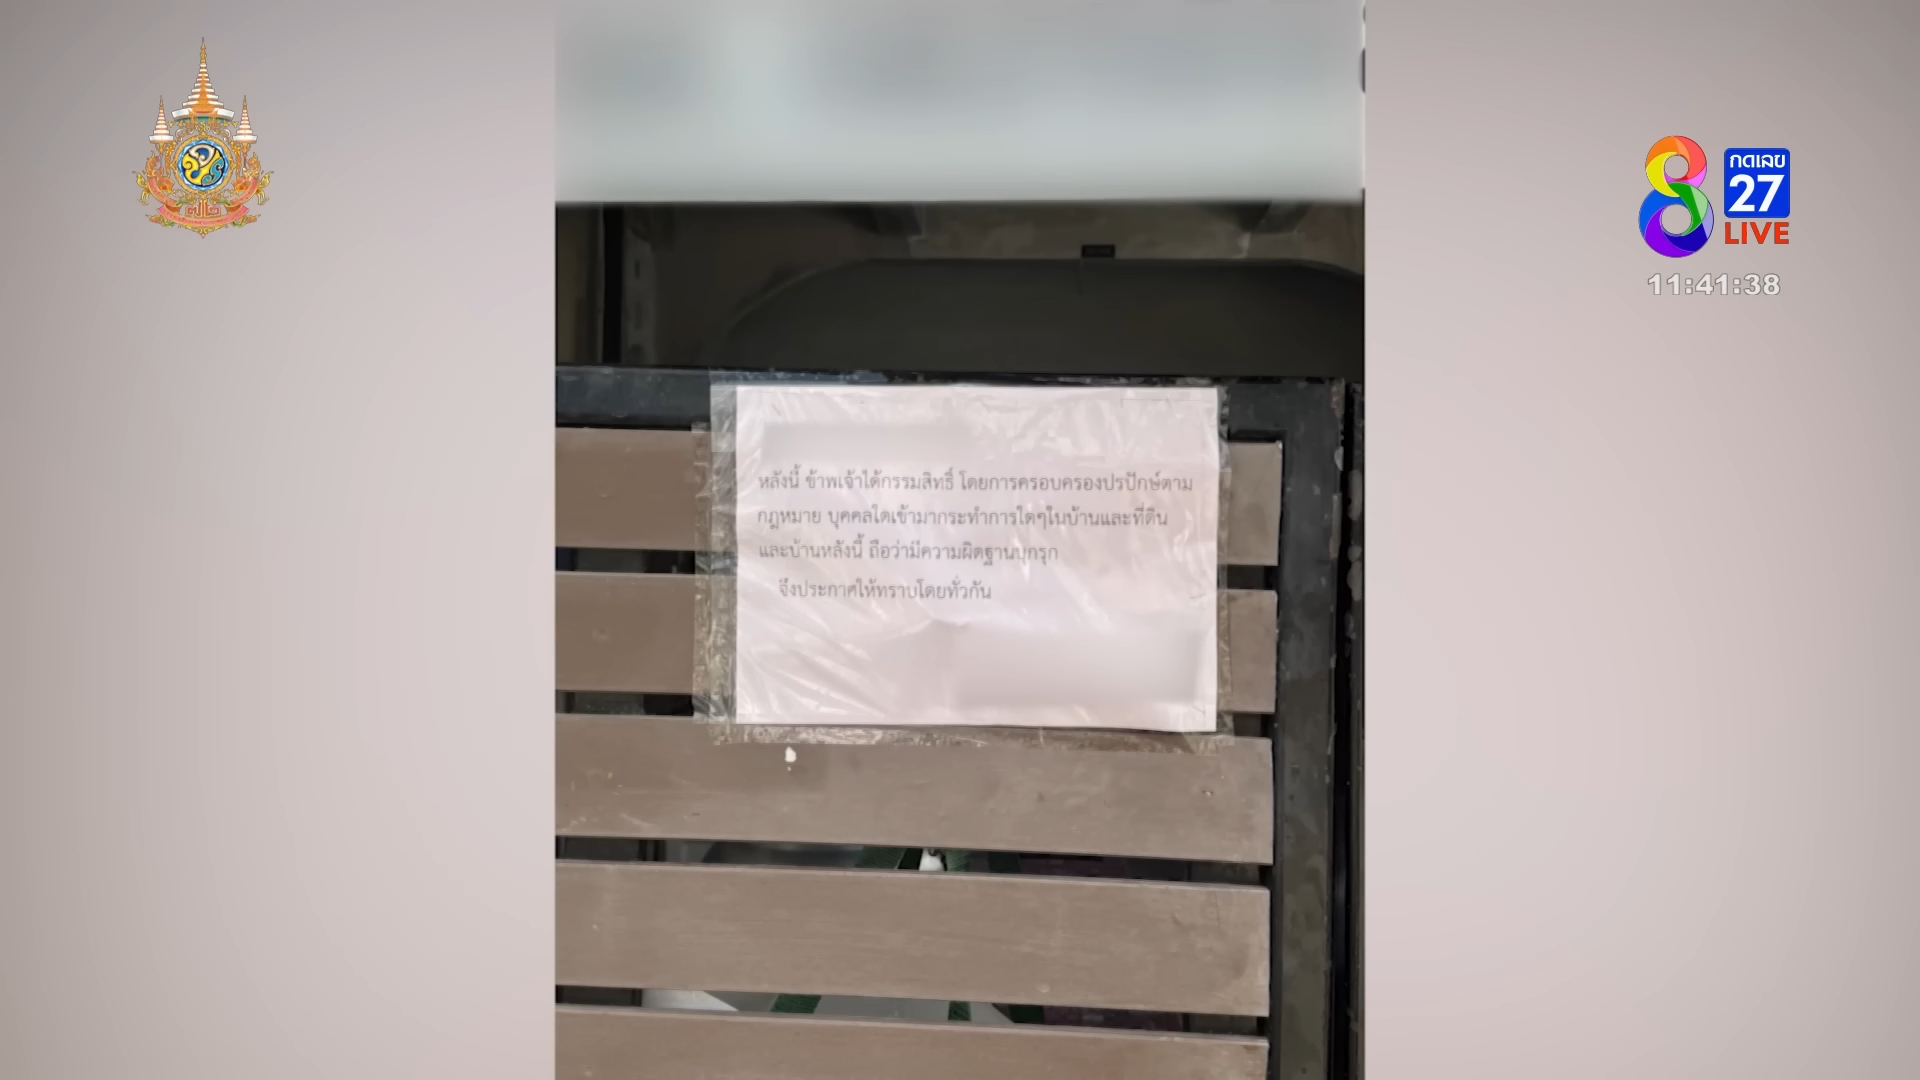 กดเลข
27
LIVE
11:41:38
หลังนี้ ข้าพเจ้าได้กรรมสิทธิ์ โดยการครอบครองปรปักษ์ตาม
กฎหมาย บุคคลใดเข้ามากระทำการใดๆในบ้านและที่ดิน
และบ้านหลังนี้ ถือว่ามีความผิดฐานบุกรุก
จึงประกาศให้ทราบโดยทั่วกัน